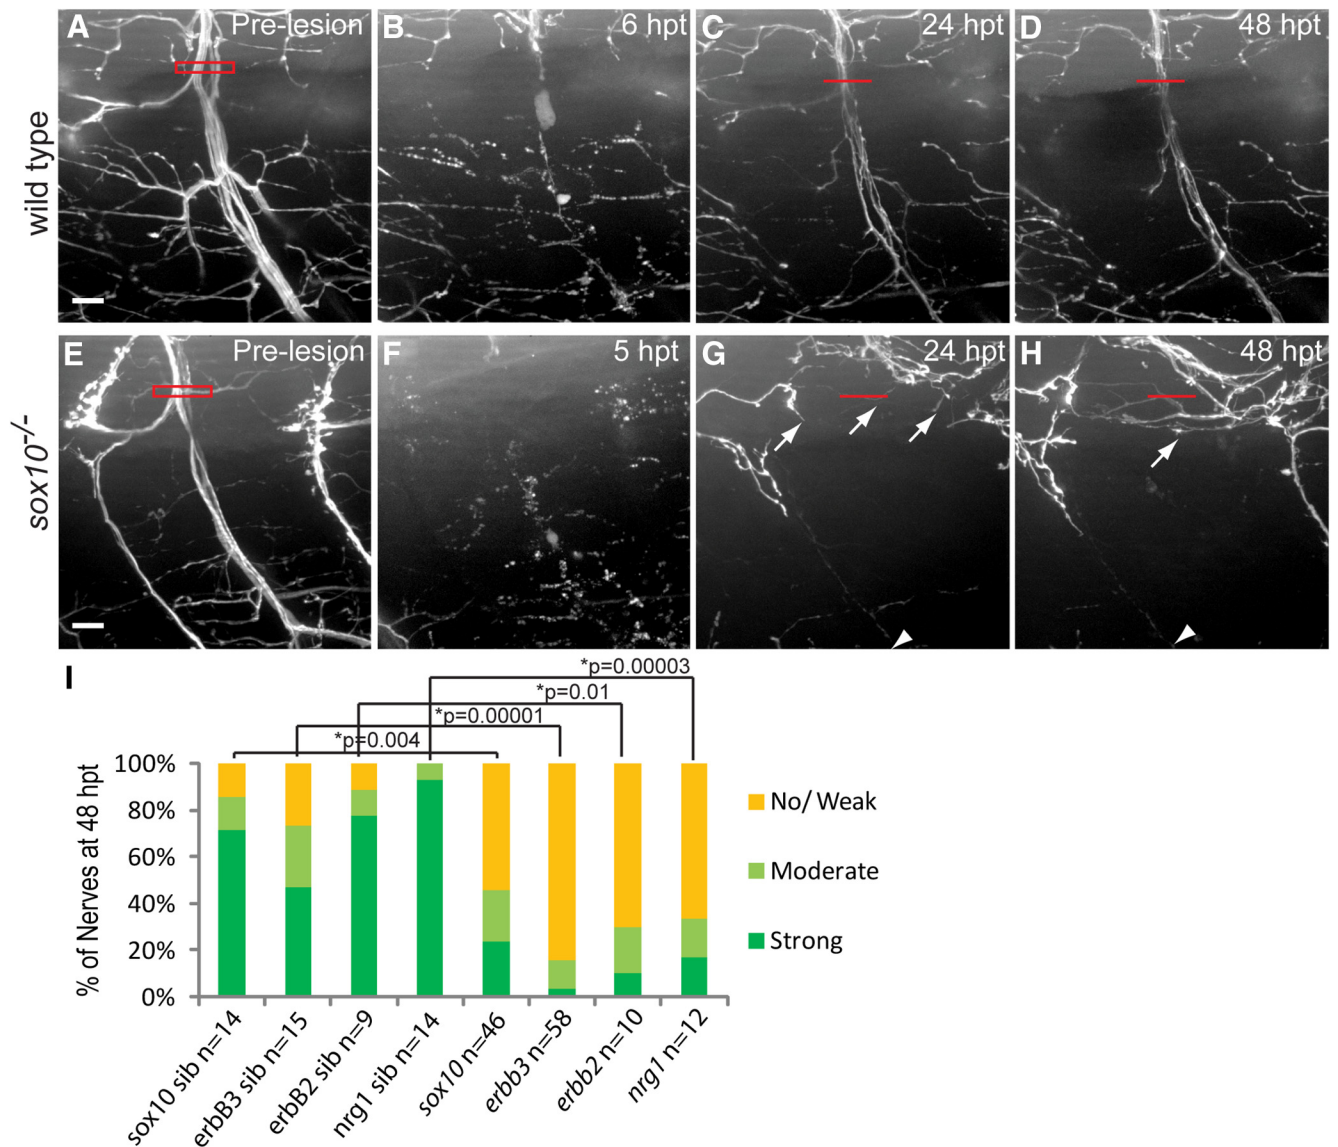 A Pre-lesion
B 6 hpt
C 24 hpt
D 48 hpt
wild type
E Pre-lesion
F 5 hpt
G 24 hpt
H 48 hpt
sox10-/-
I
*p=0.00003
*p=0.01
*p=0.00001
*p=0.004
% of Nerves at 48 hpt
100%
80%
60%
40%
20%
0%
No/ Weak
Moderate
Strong
sox10 sib n=14
erbB3 sib n=15
erbB2 sib n=9
nrg1 sib n=14
sox10 n=46
erbb3 n=58
erbb2 n=10
nrg1 n=12